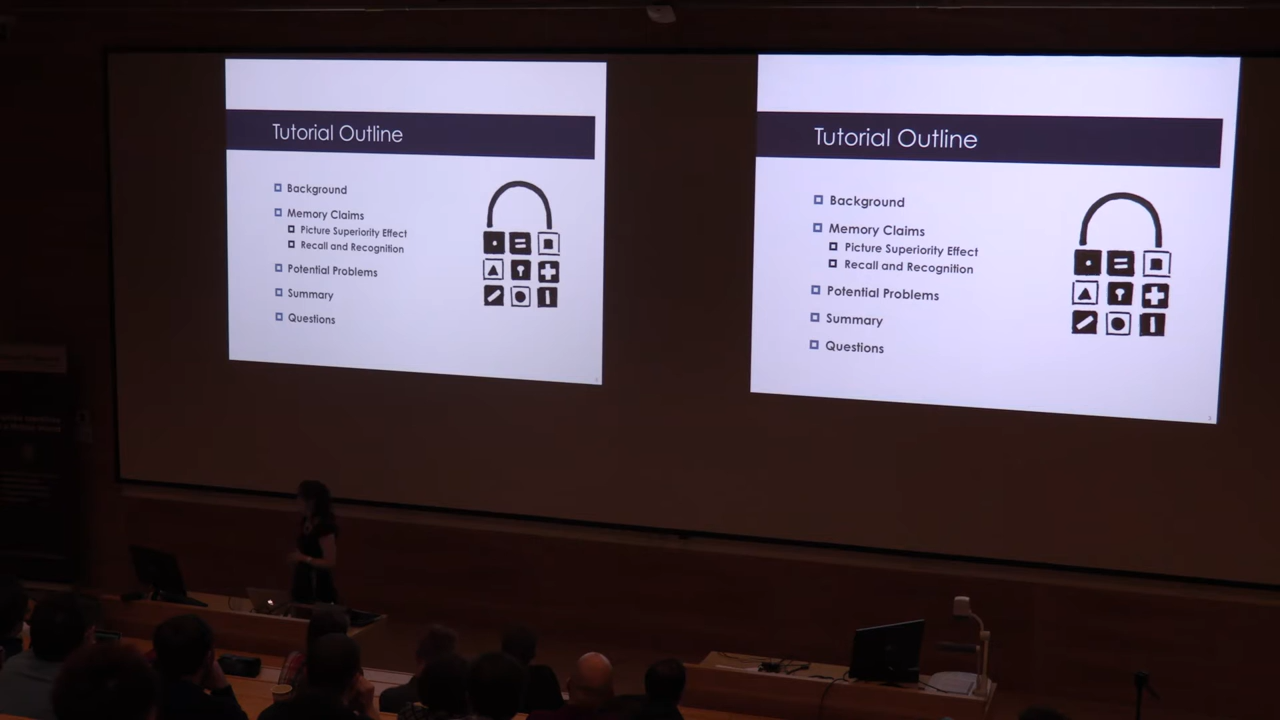 Tutorial Outline
Background
Memory Claims
Picture Superiority Effect
Recall and Recognition
Potential Problems
Summary
Questions
Tutorial Outline
Background
Memory Claims
Picture Superiority Effect
Recall and Recognition
Potential Problems
Summary
Questions